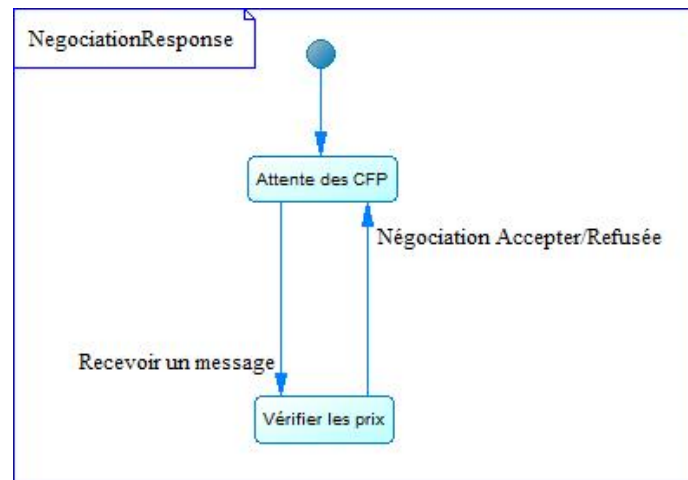 NegociationResponse
Attente des CFP
Négociation Accepter/Refusée
Recevoir un message
Vérifier les prix